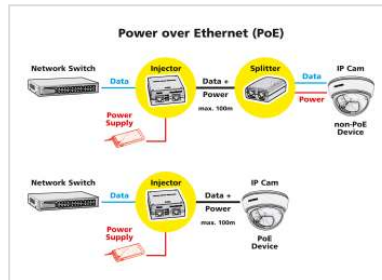 Power over Ethernet (PoE)
Network Switch
Injector
Splitter
IP Cam
Data
Data +
Data
Power
Power
max. 100m
Power
Supply
non-PoE
Device
Network Switch
Injector
IP Cam
Data
Data +
Power
max. 100m
Power
Supply
PoE
Device